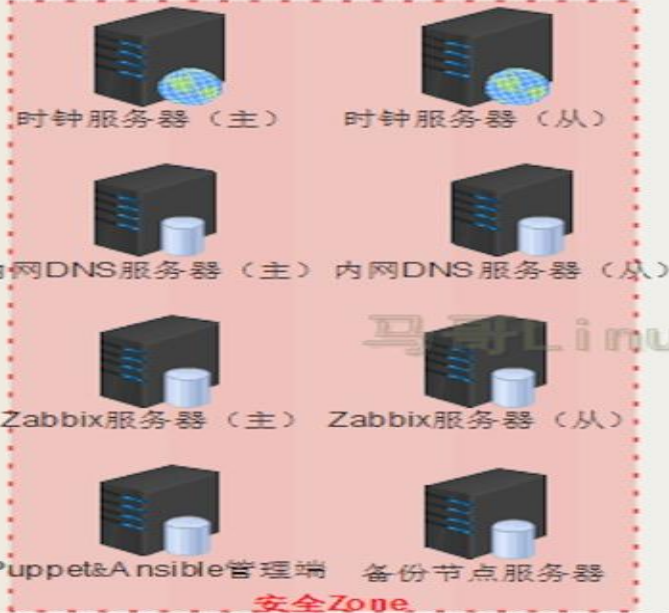 时钟服务器（主） 时钟服务器（从）
内网DNS服务器（主） 内网DNS服务器（从）
马哥Linu
Zabbix服务器（主） Zabbix服务器（从）
Puppet&Ansible管理端 备份节点服务器
安全Zone